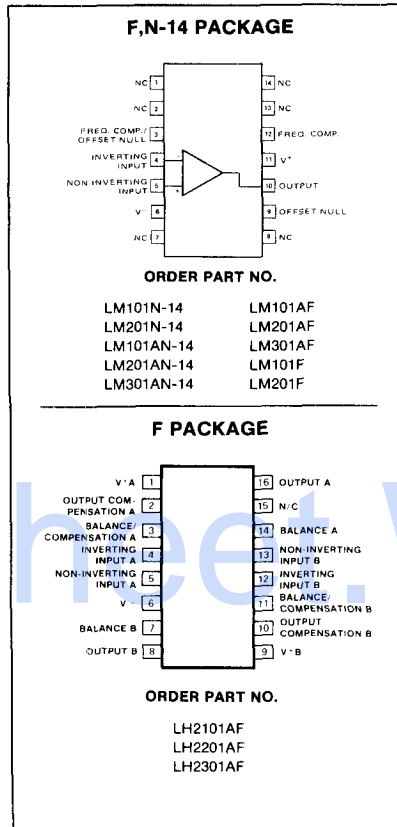 F,N-14 PACKAGE
NC 1
14 NC
NC 2
13 NC
FREQ. COMP./
OFFSET NULL 3
12 FREQ. COMP.
INVERTING
INPUT 4
-
11 V+
NON INVERTING
INPUT 5
+
10 OUTPUT
V- 6
9 OFFSET NULL
NC 7
8 NC
ORDER PART NO.
LM101N-14 LM101AF
LM201N-14 LM201AF
LM101AN-14 LM301AF
LM201AN-14 LM101F
LM301AN-14 LM201F
F PACKAGE
V+A 1
16 OUTPUT A
OUTPUT COM-
PENSATION A 2
15 N/C
BALANCE/
COMPENSATION A 3
14 BALANCE A
INVERTING
INPUT A 4
13 NON-INVERTING
INPUT B
NON-INVERTING
INPUT A 5
12 INVERTING
INPUT B
V- 6
11 BALANCE/
COMPENSATION B
BALANCE B 7
10 OUTPUT
COMPENSATION B
OUTPUT B 8
9 V+B
ORDER PART NO.
LH2101AF
LH2201AF
LH2301AF
heet.